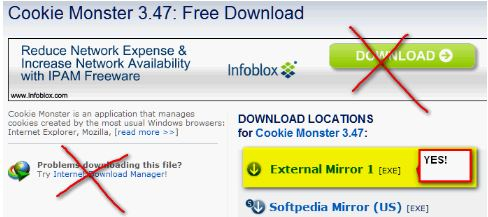 Cookie Monster 3.47: Free Download
Reduce Network Expense &
Increase Network Availability
with IPAM Freeware
Infoblox
DOWNLOAD
www.infoblox.com
Cookie Monster is an application that manages
cookies created by the most usual Windows browsers:
Internet Explorer, Mozilla, [read more >>]
Problems downloading this file?
Try Internet Download Manager!
DOWNLOAD LOCATIONS
for Cookie Monster 3.47:
External Mirror 1 [EXE]
YES!
Softpedia Mirror (US) [EXE]